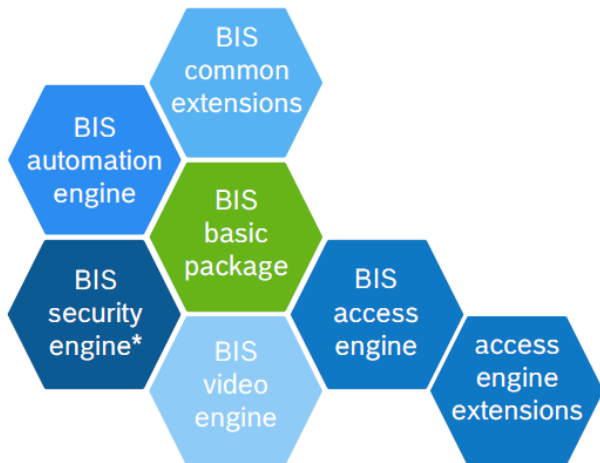 BIS
common
extensions
BIS
automation
engine
BIS
basic
package
BIS
security
engine*
BIS
access
engine
BIS
video
engine
access
engine
extensions